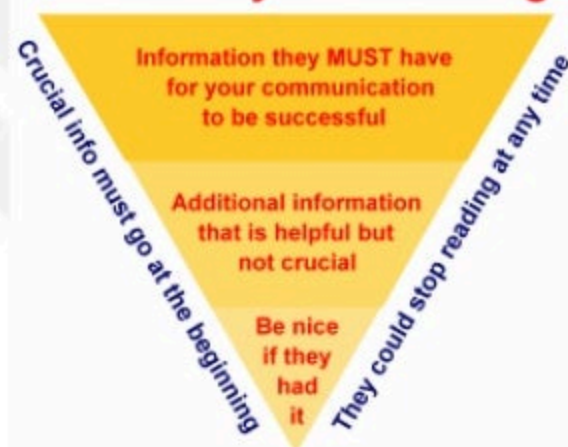 Information they MUST have
for your communication
to be successful
Additional information
that is helpful but
not crucial
Be nice
if they
had
it
Crucial info must go at the beginning
They could stop reading at any time